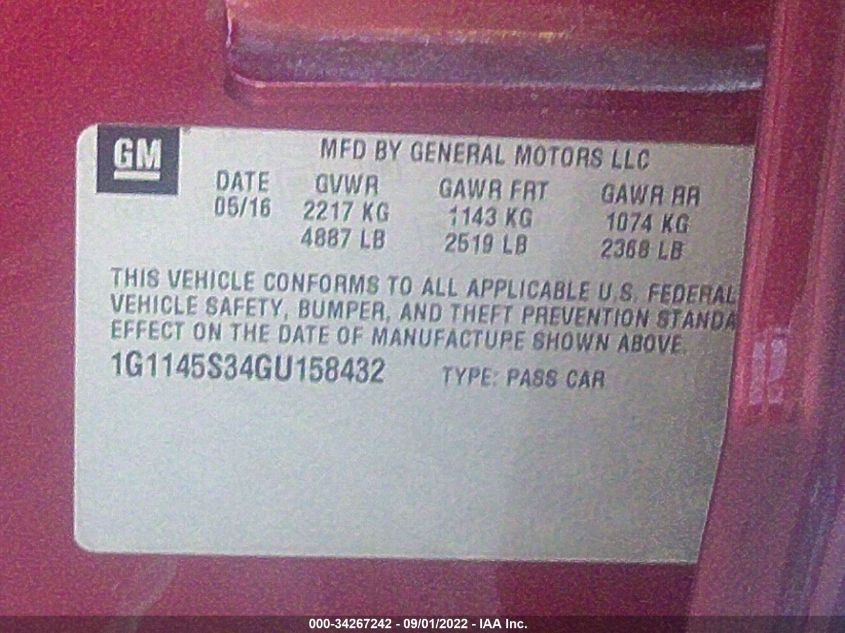 GM
MFD BY GENERAL MOTORS LLC
DATE GVWR GAWR FRT GAWR RR
05/16 2217 KG 1143 KG 1074 KG
4887 LB 2519 LB 2368 LB
THIS VEHICLE CONFORMS TO ALL APPLICABLE U.S. FEDERAL
VEHICLE SAFETY, BUMPER, AND THEFT PREVENTION STANDA
EFFECT ON THE DATE OF MANUFACTURE SHOWN ABOVE.
1G1145S34GU158432 TYPE: PASS CAR
000-34267242 - 09/01/2022 - IAA Inc.